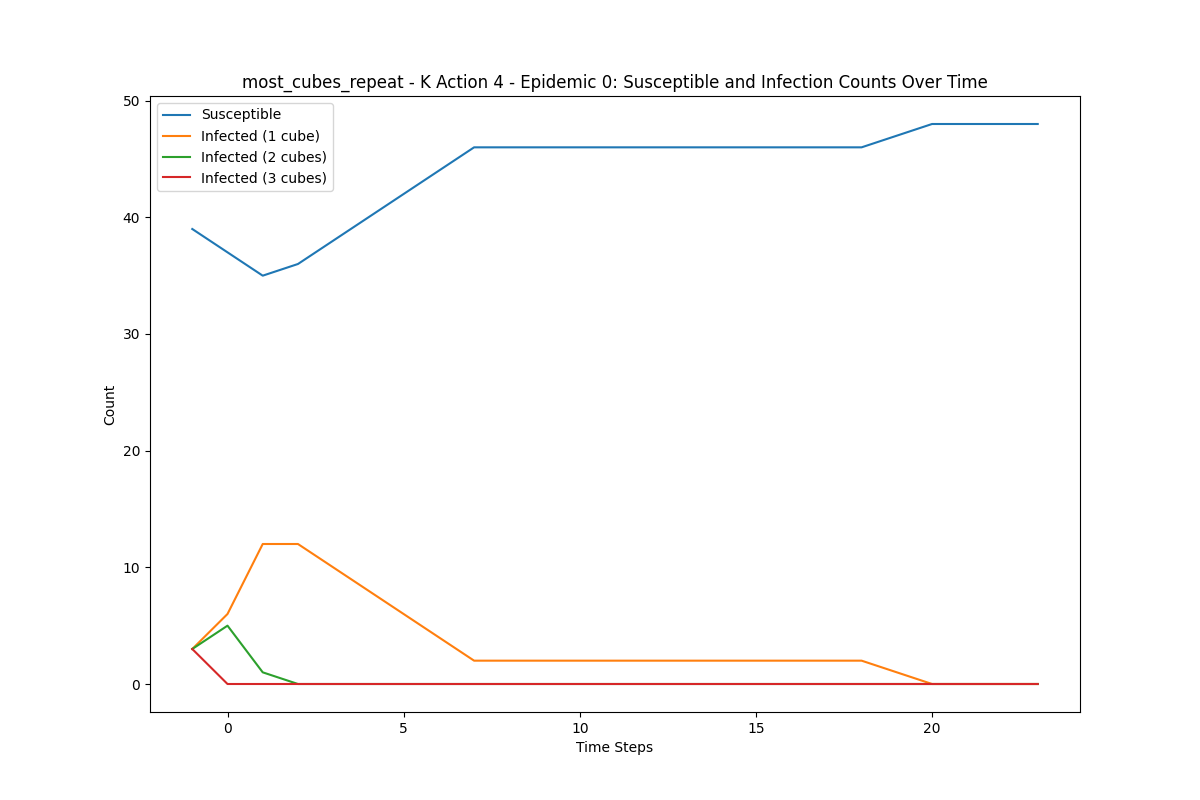 most_cubes_repeat - K Action 4 - Epidemic 0: Susceptible and Infection Counts Over Time
Susceptible
Infected (1 cube)
Infected (2 cubes)
Infected (3 cubes)
50
40
30
20
10
0
Count
0 5 10 15 20
Time Steps